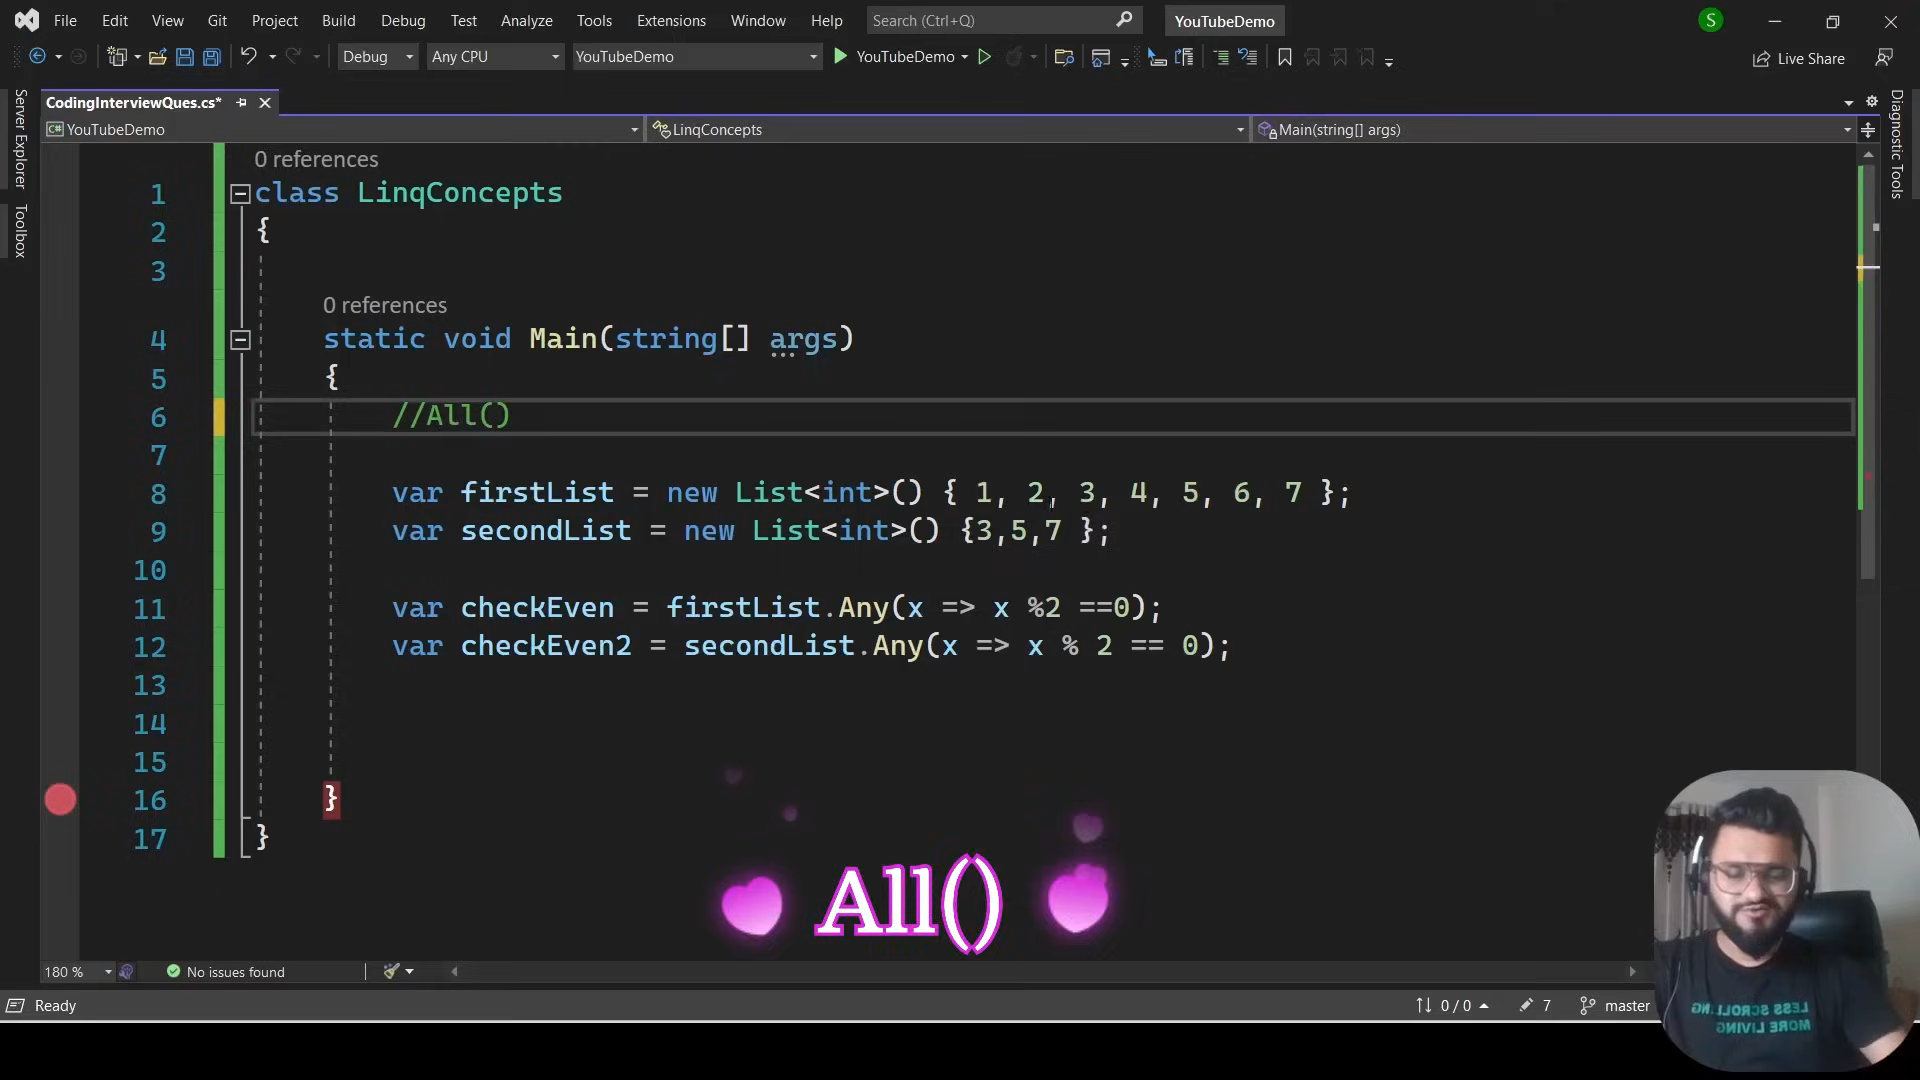 File Edit View Git Project Build Debug Test Analyze Tools Extensions Window Help Search (Ctrl+Q) YouTubeDemo S
Debug Any CPU YouTubeDemo YouTubeDemo Live Share
Server Explorer
Toolbox
Diagnostic Tools
CodingInterviewQues.cs*
C# YouTubeDemo LinqConcepts Main(string[] args)
0 references
1 class LinqConcepts
2 {
3
0 references
4 static void Main(string[] args)
5 {
6 //All()
7
8 var firstList = new List<int>() { 1, 2, 3, 4, 5, 6, 7 };
9 var secondList = new List<int>() {3,5,7 };
10
11 var checkEven = firstList.Any(x => x %2 ==0);
12 var checkEven2 = secondList.Any(x => x % 2 == 0);
13
14
15
16 }
17 }
All()
180 % No issues found
Ready 0 / 0 7 master
LESS SCROLLING
MORE LIVING